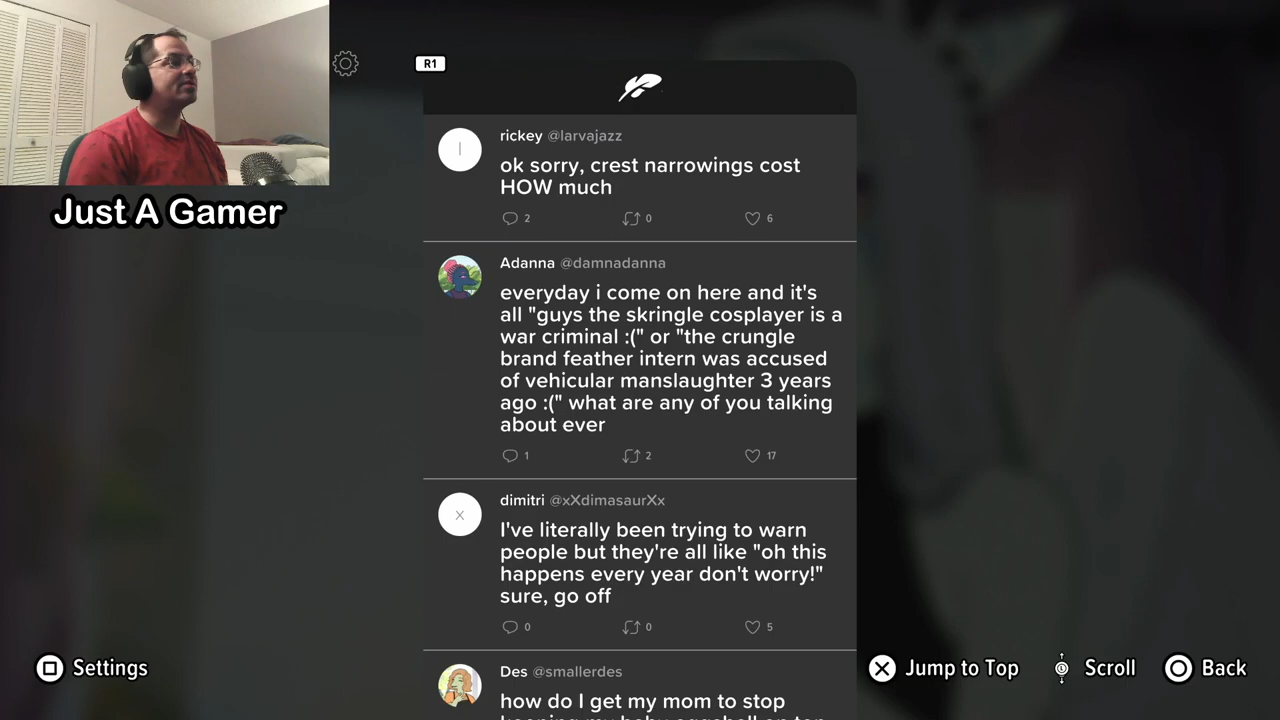 R1
rickey @larvajazz
ok sorry, crest narrowings cost
HOW much
2 0 6
Just A Gamer
Adanna @damnadanna
everyday i come on here and it's
all "guys the skringle cosplayer is a
war criminal :(" or "the crungle
brand feather intern was accused
of vehicular manslaughter 3 years
ago :(" what are any of you talking
about ever
1 2 17
X
dimitri @xXdimasaurXx
I've literally been trying to warn
people but they're all like "oh this
happens every year don't worry!"
sure, go off
0 0 5
Des @smallerdes
how do I get my mom to stop
Settings
Jump to Top
Scroll
Back